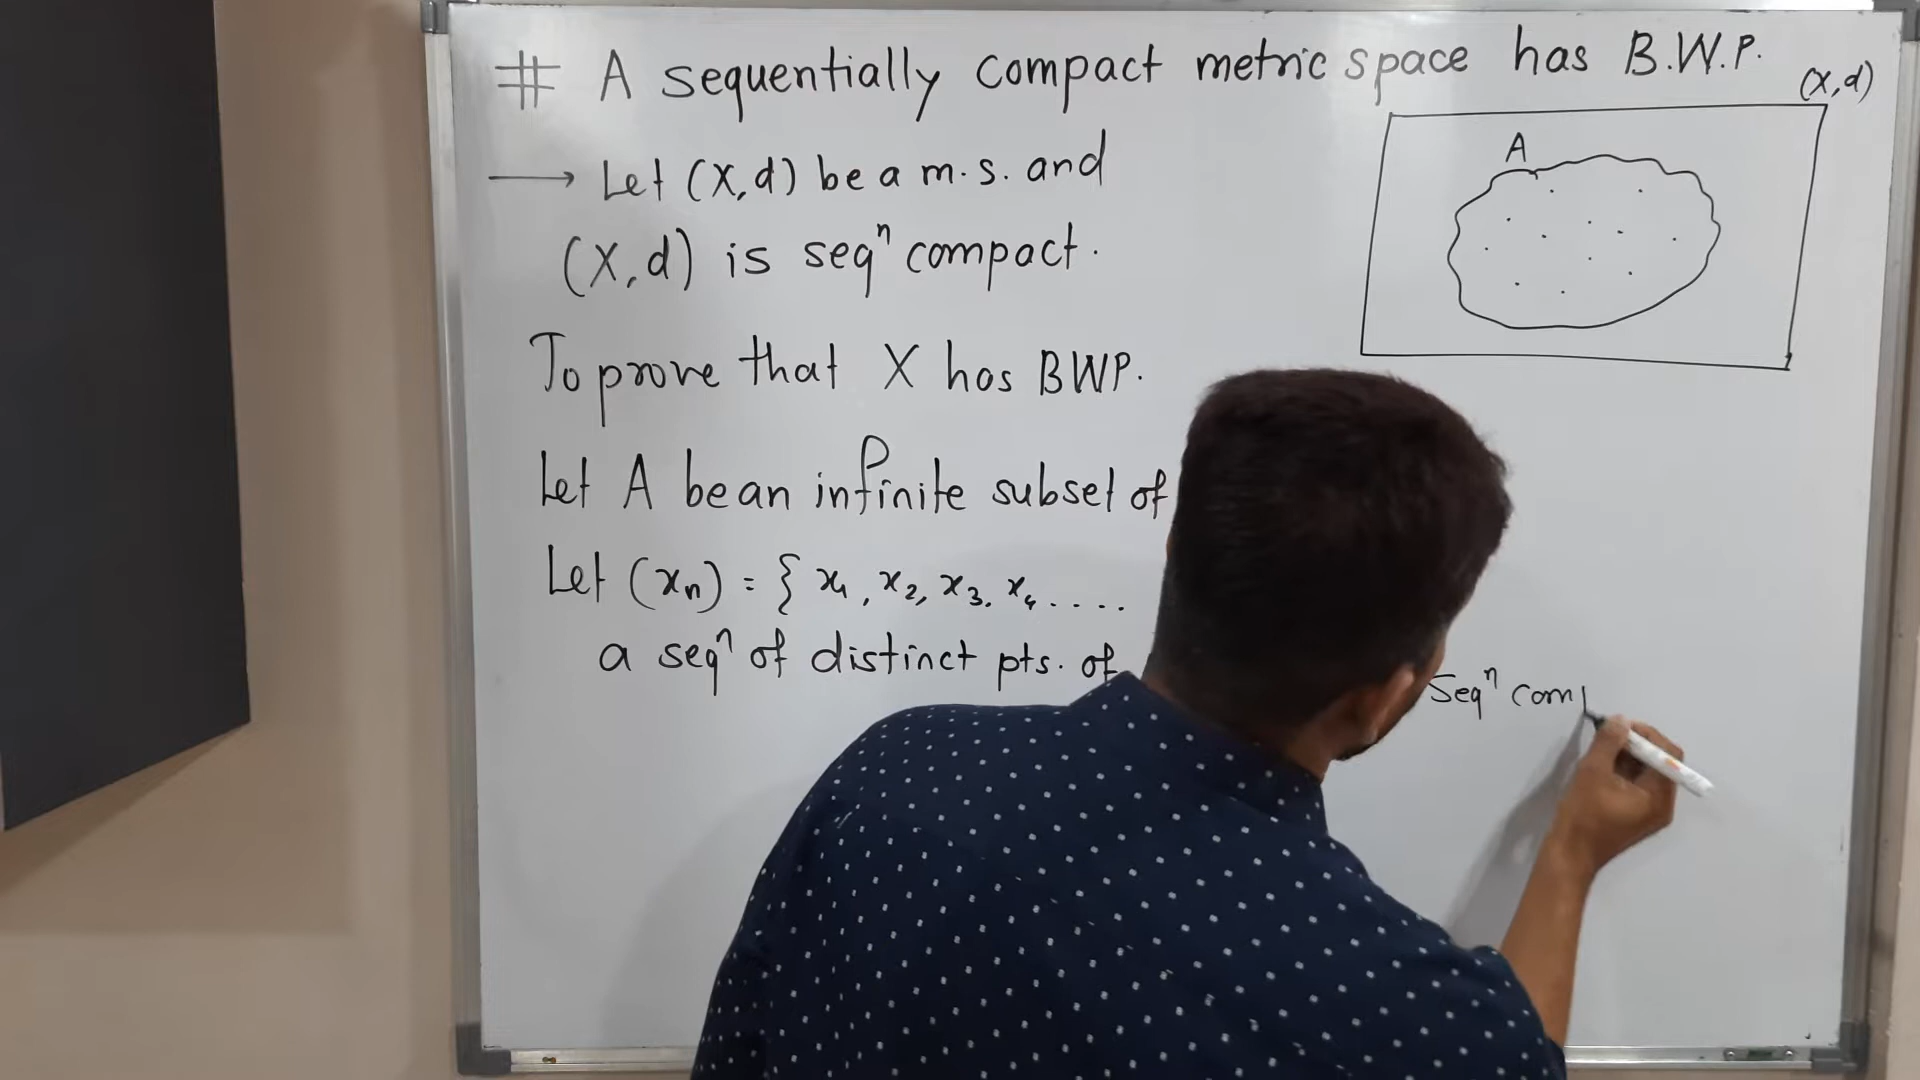 # A sequentially compact metric space has B.W.P.
(X,d)
A
→ Let (X,d) be a m.s. and
(X,d) is seqⁿ compact.
To prove that X has BWP.
Let A be an infinite subset of
Let (xₙ) = { x₁, x₂, x₃, x₄ ....
a seqⁿ of distinct pts. of
Seqⁿ com